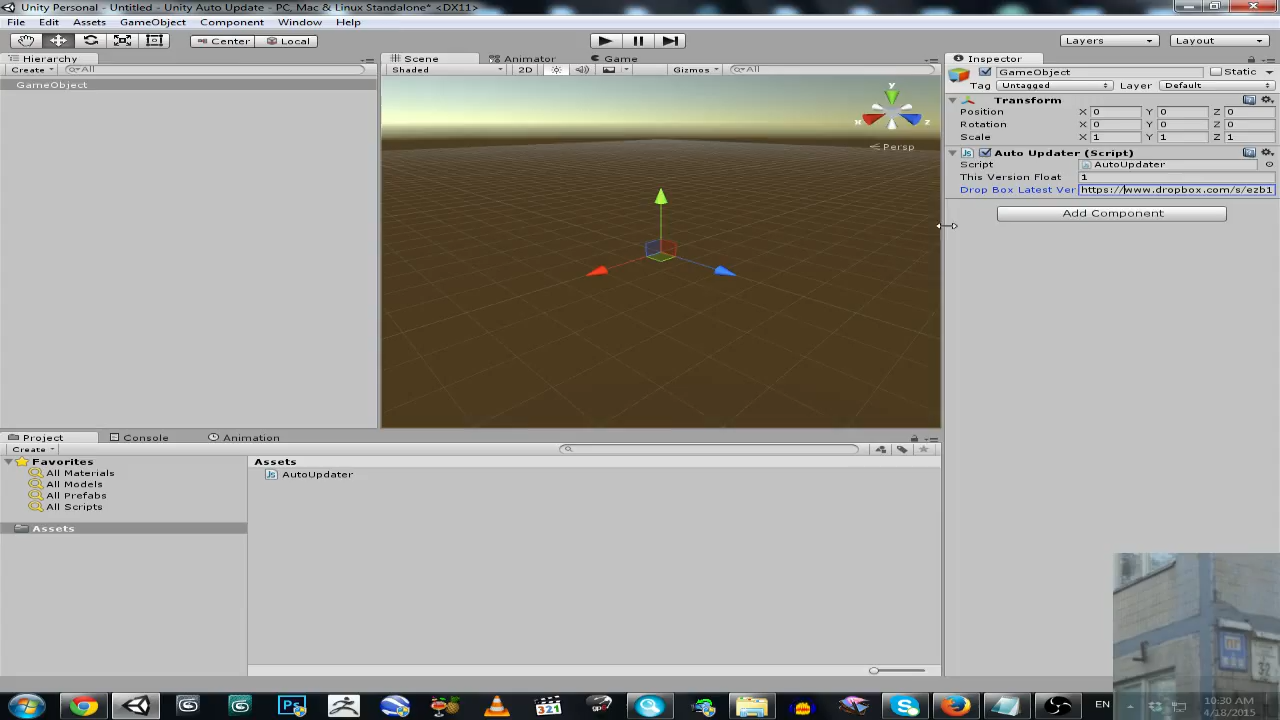 Unity Personal - Untitled - Unity Auto Update - PC, Mac & Linux Standalone* <DX11>
File Edit Assets GameObject Component Window Help
Center Local Layers Layout
Hierarchy
Create All
GameObject
Scene Animator Game
Shaded 2D Gizmos All
y
x z
Persp
Inspector
GameObject Static
Tag Untagged Layer Default
Transform
Position X 0 Y 0 Z 0
Rotation X 0 Y 0 Z 0
Scale X 1 Y 1 Z 1
Auto Updater (Script)
Script AutoUpdater
This Version Float 1
Drop Box Latest Ver https://www.dropbox.com/s/ezb1
Add Component
Project Console Animation
Create
Favorites
All Materials
All Models
All Prefabs
All Scripts
Assets
Assets
AutoUpdater
32
321
EN
10:30 AM
4/18/2015